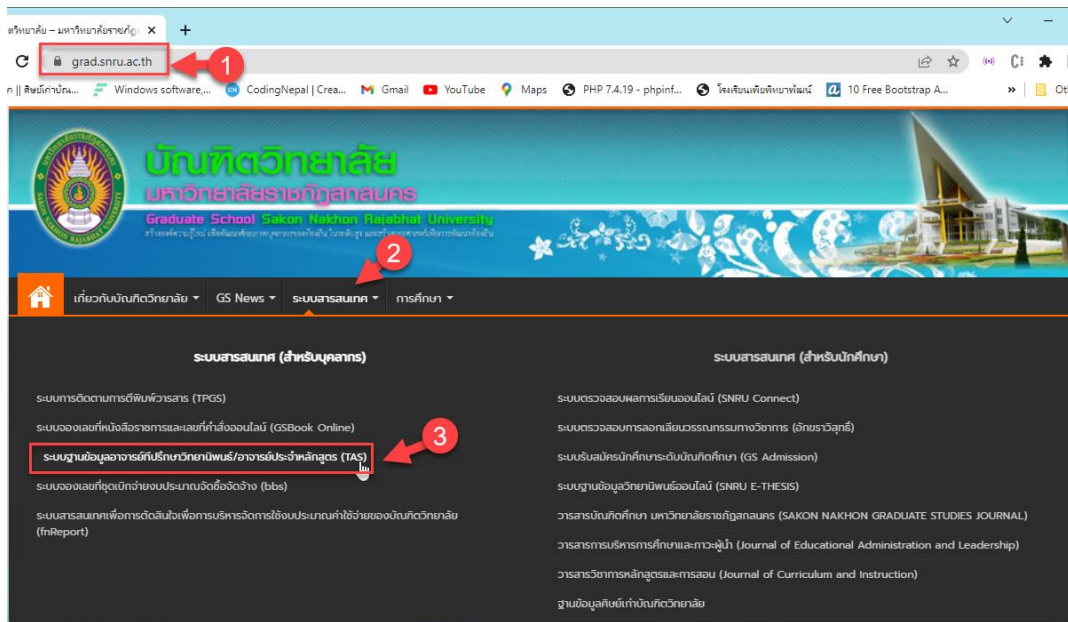 ตวิทยาลัย – มหาวิทยาลัยราชภัฏ
grad.snru.ac.th
1
ก || ศิษย์เก่าบัณ...
Windows software,...
CodingNepal | Crea...
Gmail
YouTube
Maps
PHP 7.4.19 - phpinf...
โรงเรียนเพียงพิทยาพัฒน์
10 Free Bootstrap A...
»
บัณฑิตวิทยาลัย
มหาวิทยาลัยราชภัฏสกลนคร
Graduate School Sakon Nakhon Rajabhat University
2
เกี่ยวกับบัณฑิตวิทยาลัย
GS News
ระบบสารสนเทศ
การศึกษา
ระบบสารสนเทศ (สำหรับบุคลากร)
ระบบการติดตามการตีพิมพ์วารสาร (TPGS)
ระบบจองเลขที่หนังสือราชการและเลขที่คำสั่งออนไลน์ (GSBook Online)
3
ระบบฐานข้อมูลอาจารย์ที่ปรึกษาวิทยานิพนธ์/อาจารย์ประจำหลักสูตร (TAS)
ระบบจองเลขที่ชุดเบิกจ่ายงบประมาณจัดซื้อจัดจ้าง (bbs)
ระบบสารสนเทศเพื่อการตัดสินใจเพื่อการบริหารจัดการใช้งบประมาณค่าใช้จ่ายของบัณฑิตวิทยาลัย
(fnReport)
ระบบสารสนเทศ (สำหรับนักศึกษา)
ระบบตรวจสอบผลการเรียนออนไลน์ (SNRU Connect)
ระบบตรวจสอบการลอกเลียนวรรณกรรมทางวิชาการ (อักขราวิสุทธิ์)
ระบบรับสมัครนักศึกษาระดับบัณฑิตศึกษา (GS Admission)
ระบบฐานข้อมูลวิทยานิพนธ์ออนไลน์ (SNRU E-THESIS)
วารสารบัณฑิตศึกษา มหาวิทยาลัยราชภัฏสกลนคร (SAKON NAKHON GRADUATE STUDIES JOURNAL)
วารสารการบริหารการศึกษาและภาวะผู้นำ (Journal of Educational Administration and Leadership)
วารสารวิชาการหลักสูตรและการสอน (Journal of Curriculum and Instruction)
ฐานข้อมูลศิษย์เก่าบัณฑิตวิทยาลัย